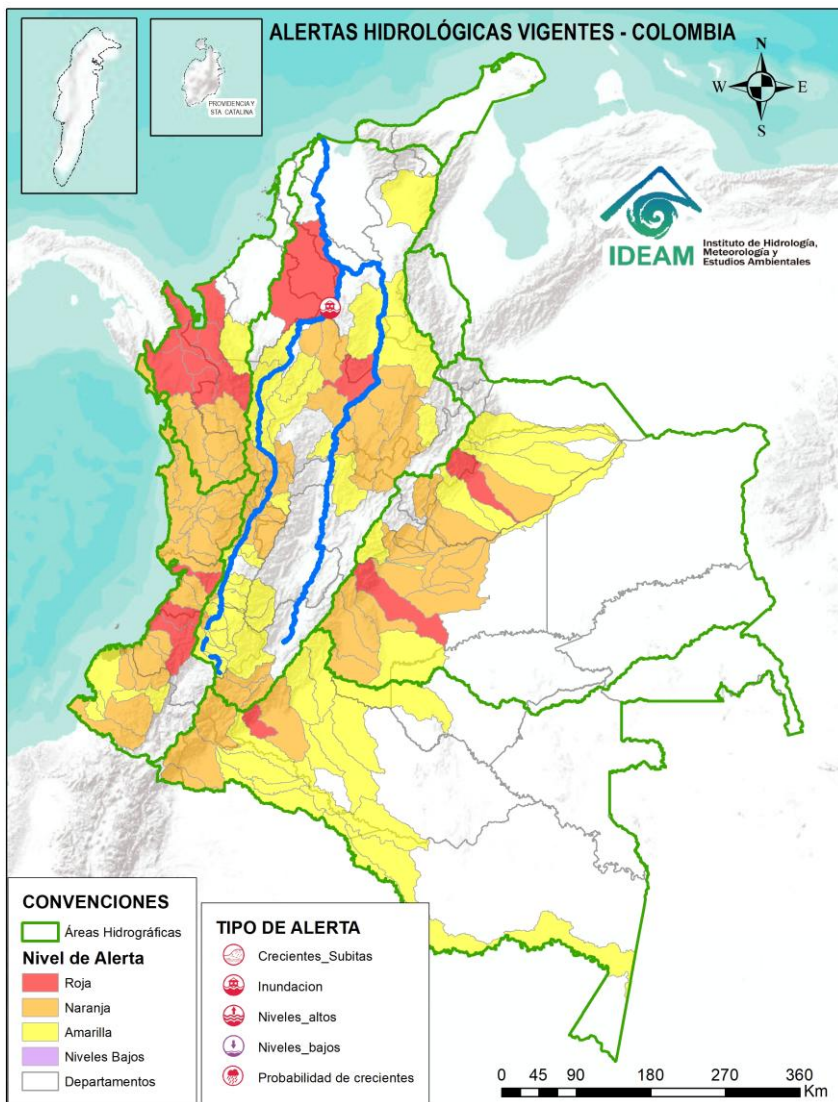 ALERTAS HIDROLÓGICAS VIGENTES - COLOMBIA
PROVIDENCIA Y
STA. CATALINA
N
W E
S
IDEAM
Instituto de Hidrología,
Meteorología y
Estudios Ambientales
CONVENCIONES
Áreas Hidrográficas
Nivel de Alerta
Roja
Naranja
Amarilla
Niveles Bajos
Departamentos
TIPO DE ALERTA
Crecientes_Subitas
Inundacion
Niveles_altos
Niveles_bajos
Probabilidad de crecientes
0 45 90 180 270 360
Km